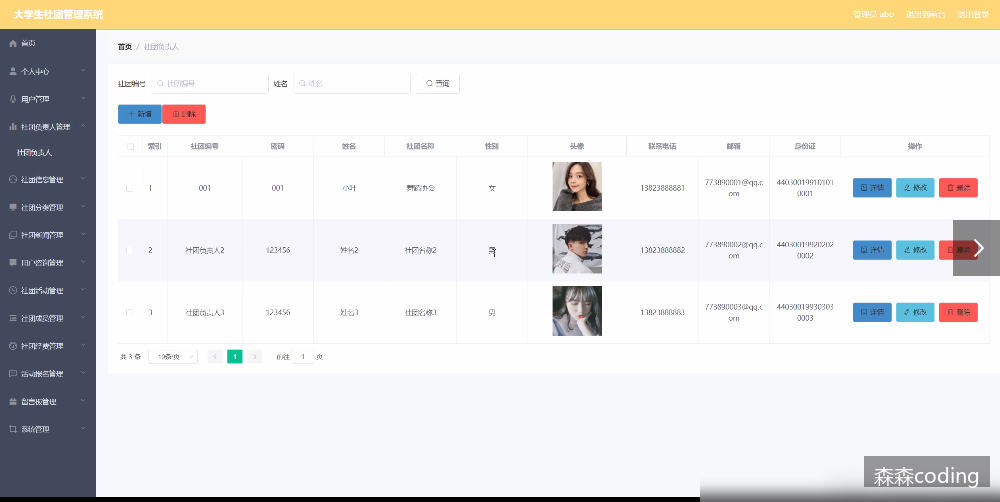 大学生社团管理系统
管理员 abo 退出到前台 退出登录
首页
个人中心
用户管理
社团负责人管理
社团负责人
社团信息管理
社团分类管理
社团新闻管理
用户咨询管理
社团活动管理
社团成员管理
社团经费管理
活动报名管理
留言板管理
系统管理
首页 / 社团负责人
社团编号 社团编号 姓名 姓名 查询
+ 新增 删除
索引 社团编号 密码 姓名 社团名称 性别 头像 联系电话 邮箱 身份证 操作
1 001 001 小叶 女 13823888881 773890001@qq.com 440300199101010001 详情 修改 删除
2 社团负责人2 123456 姓名2 社团名称2 13823888882 773890002@qq.com 440300199202020002 详情 修改 删除
3 社团负责人3 123456 姓名3 社团名称3 男 13823888883 773890003@qq.com 440300199303030003 详情 修改 删除
共 3 条 10条/页 1 前往 1 页
森森coding